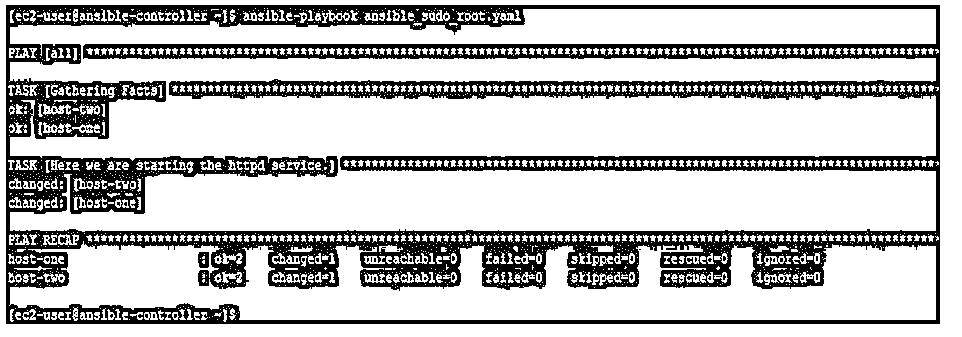 [ec2-user@ansible-controller ~]$ ansible-playbook ansible_sudo_root.yaml
PLAY [all] ****************************************************************************************************************************
TASK [Gathering Facts] ****************************************************************************************************************
ok: [host-two]
ok: [host-one]
TASK [Here we are starting the httpd service.] ****************************************************************************************
changed: [host-two]
changed: [host-one]
PLAY RECAP ****************************************************************************************************************************
host-one : ok=2 changed=1 unreachable=0 failed=0 skipped=0 rescued=0 ignored=0
host-two : ok=2 changed=1 unreachable=0 failed=0 skipped=0 rescued=0 ignored=0
[ec2-user@ansible-controller ~]$